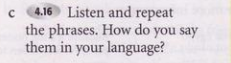 c 4.16 Listen and repeat
the phrases. How do you say
them in your language?